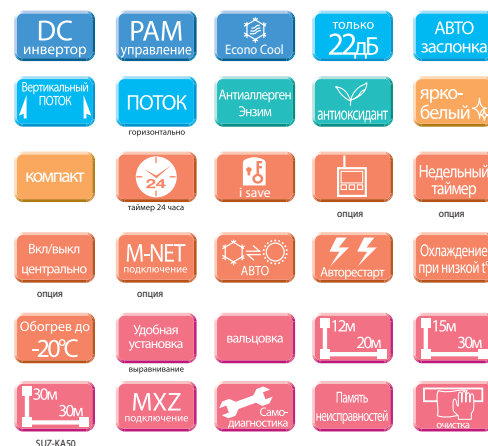 DC
инвертор
PAM
управление
Econo Cool
только
22дБ
АВТО
заслонка
Вертикальный
ПОТОК
ПОТОК
горизонтально
Антиаллерген
Энзим
антиоксидант
ярко-
белый
компакт
24
таймер 24 часа
i save
опция
Недельный
таймер
опция
Вкл/выкл
центрально
опция
M-NET
подключение
опция
АВТО
Авторестарт
Охлаждение
при низкой t°
Обогрев до
-20°C
Удобная
установка
выравнивание
вальцовка
12м
20м
15м
30м
30м
30м
SUZ-KA50
MXZ
подключение
Само-
диагностика
Память
неисправностей
очистка